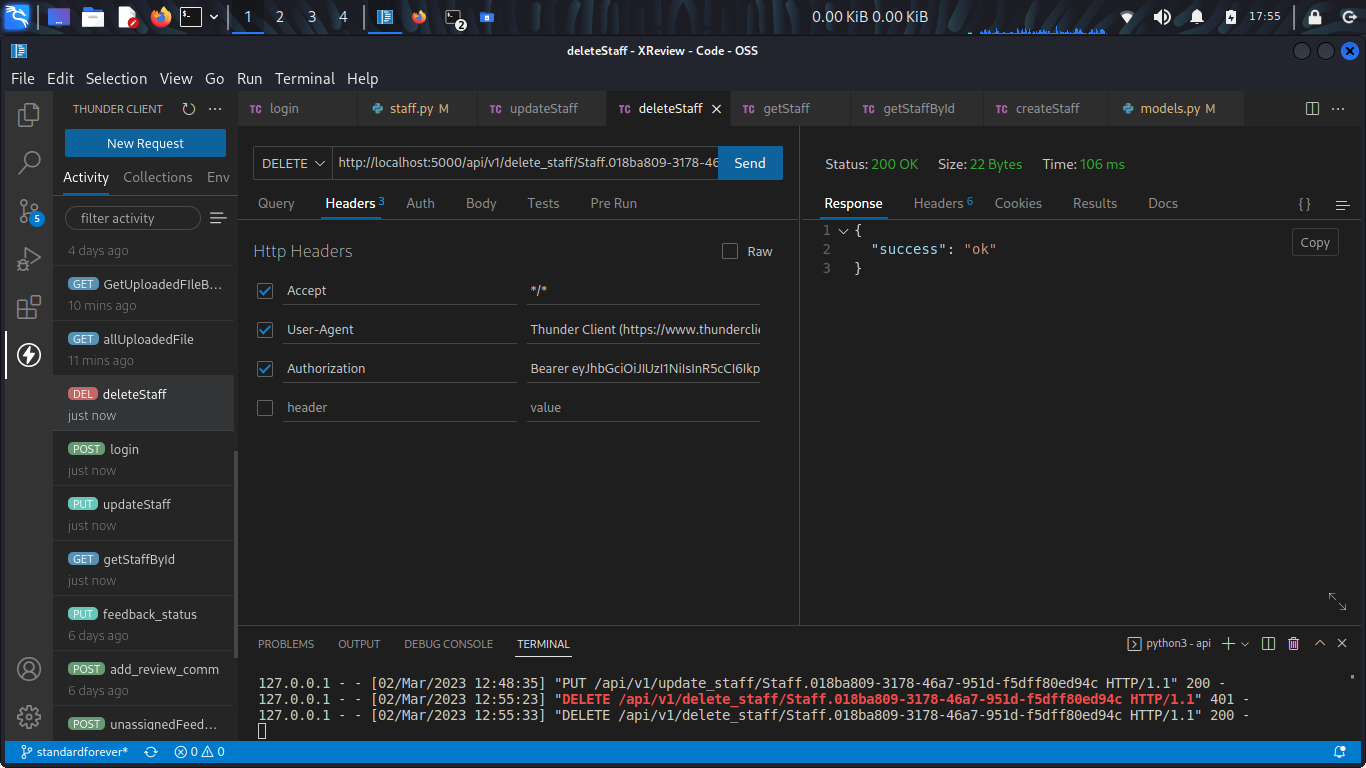 1 2 3 4 2 0.00 KiB 0.00 KiB 17:55
deleteStaff - XReview - Code - OSS
File Edit Selection View Go Run Terminal Help
THUNDER CLIENT ···
TC login staff.py M TC updateStaff TC deleteStaff TC getStaff TC getStaffById TC createStaff models.py M ···
New Request
Activity Collections Env
filter activity
4 days ago
GET GetUploadedFIleB...
10 mins ago
GET allUploadedFile
11 mins ago
DEL deleteStaff
just now
POST login
just now
PUT updateStaff
just now
GET getStaffById
just now
PUT feedback_status
6 days ago
POST add_review_comm
6 days ago
POST unassignedFeed...
5
DELETE http://localhost:5000/api/v1/delete_staff/Staff.018ba809-3178-46 Send
Query Headers 3 Auth Body Tests Pre Run
Http Headers Raw
Accept */*
User-Agent Thunder Client (https://www.thunderclie
Authorization Bearer eyJhbGciOiJIUzI1NiIsInR5cCI6Ikp
header value
Status: 200 OK Size: 22 Bytes Time: 106 ms
Response Headers 6 Cookies Results Docs { }
1 {
2 "success": "ok"
3 }
Copy
PROBLEMS OUTPUT DEBUG CONSOLE TERMINAL python3 - api
127.0.0.1 - - [02/Mar/2023 12:48:35] "PUT /api/v1/update_staff/Staff.018ba809-3178-46a7-951d-f5dff80ed94c HTTP/1.1" 200 -
127.0.0.1 - - [02/Mar/2023 12:55:23] "DELETE /api/v1/delete_staff/Staff.018ba809-3178-46a7-951d-f5dff80ed94c HTTP/1.1" 401 -
127.0.0.1 - - [02/Mar/2023 12:55:33] "DELETE /api/v1/delete_staff/Staff.018ba809-3178-46a7-951d-f5dff80ed94c HTTP/1.1" 200 -
standardforever* 0 0